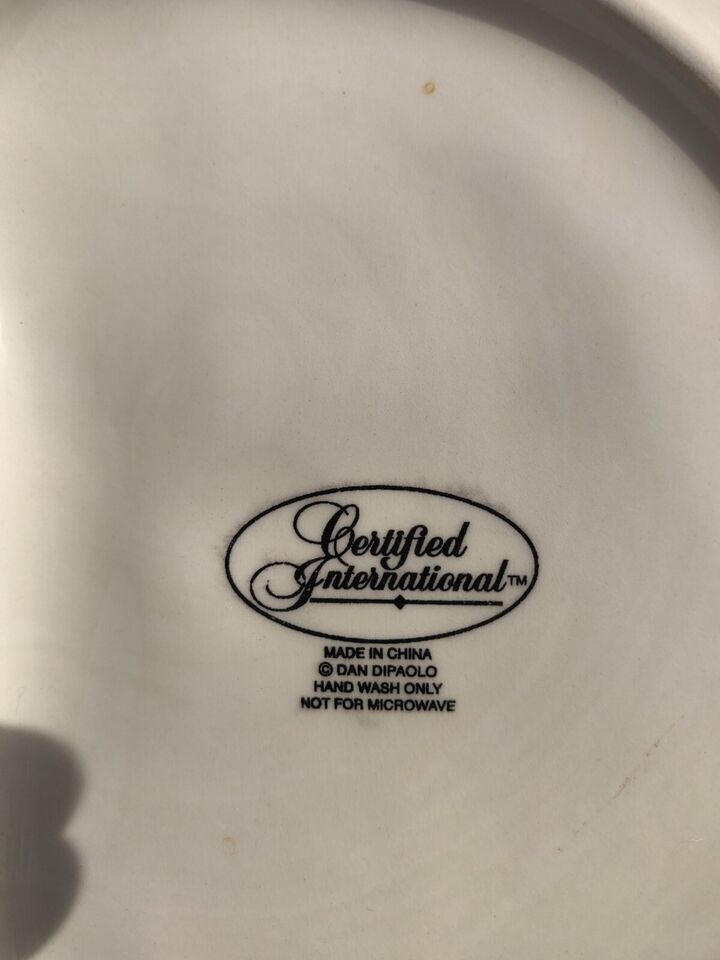 Certified
International™
MADE IN CHINA
© DAN DIPAOLO
HAND WASH ONLY
NOT FOR MICROWAVE